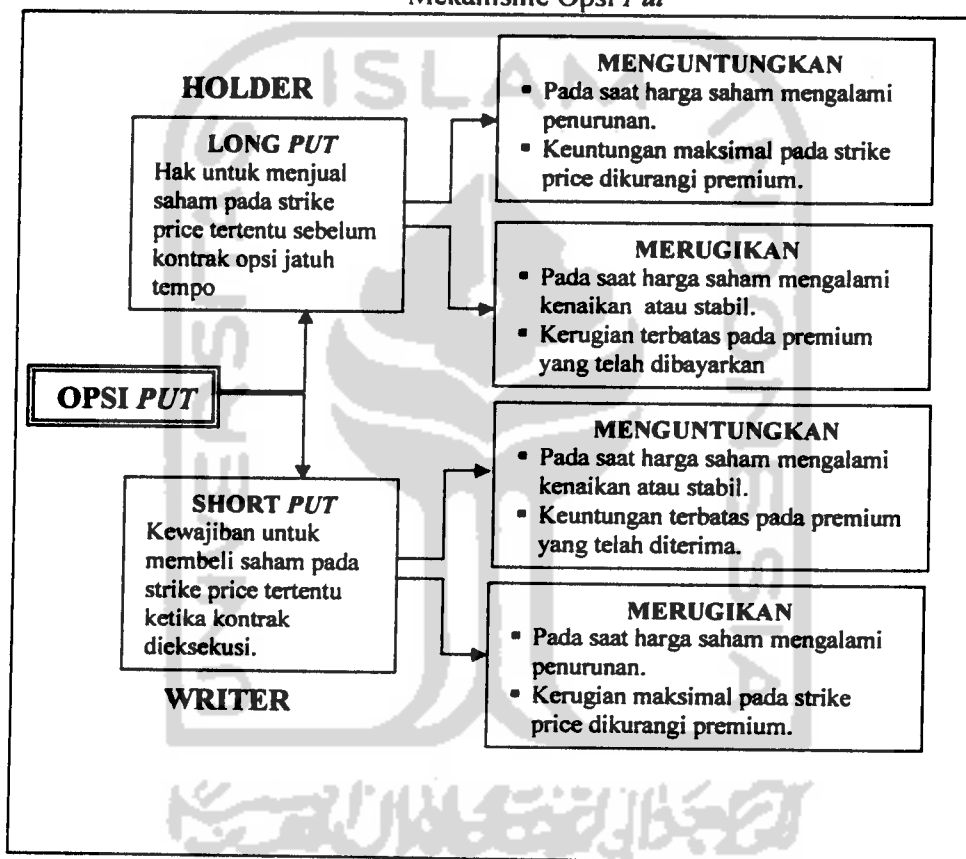 Mekanisme Opsi Put
HOLDER
LONG PUT
Hak untuk menjual
saham pada strike
price tertentu sebelum
kontrak opsi jatuh
tempo
MENGUNTUNGKAN
▪ Pada saat harga saham mengalami
penurunan.
▪ Keuntungan maksimal pada strike
price dikurangi premium.
MERUGIKAN
▪ Pada saat harga saham mengalami
kenaikan atau stabil.
▪ Kerugian terbatas pada premium
yang telah dibayarkan
OPSI PUT
SHORT PUT
Kewajiban untuk
membeli saham pada
strike price tertentu
ketika kontrak
dieksekusi.
WRITER
MENGUNTUNGKAN
▪ Pada saat harga saham mengalami
kenaikan atau stabil.
▪ Keuntungan terbatas pada premium
yang telah diterima.
MERUGIKAN
▪ Pada saat harga saham mengalami
penurunan.
▪ Kerugian maksimal pada strike
price dikurangi premium.
UNIVERSITAS
ISLAM
INDONESIA